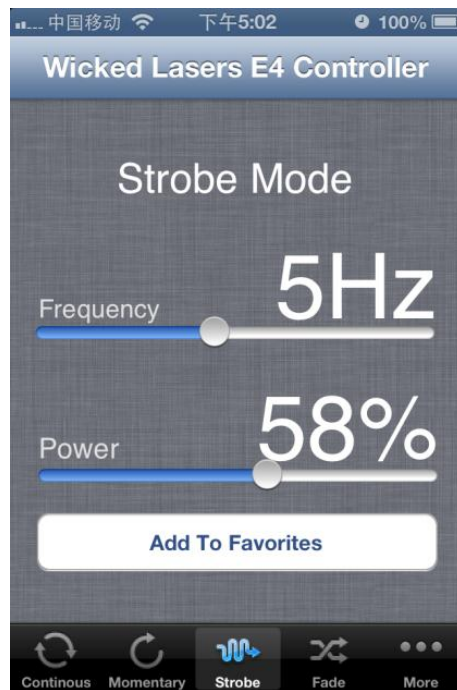 中国移动 下午5:02 100%
Wicked Lasers E4 Controller
Strobe Mode
5Hz
Frequency
58%
Power
Add To Favorites
Continous Momentary Strobe Fade More